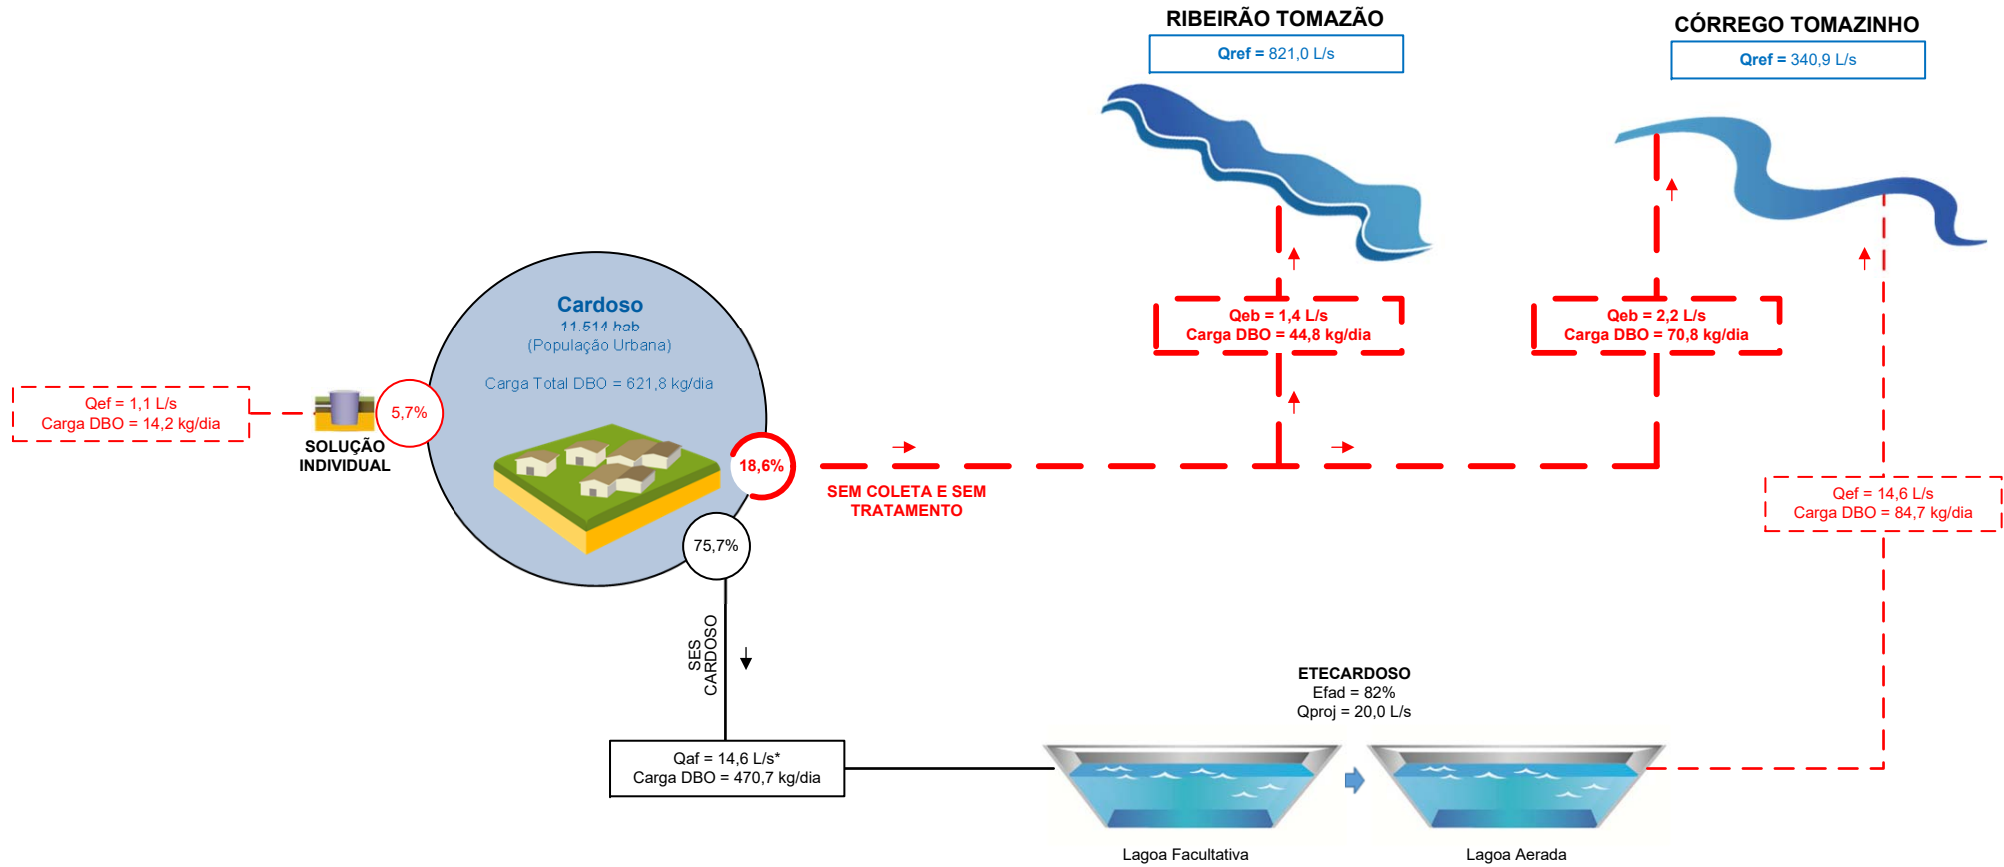 RIBEIRÃO TOMAZÃO
Qref = 821,0 L/s
CÓRREGO TOMAZINHO
Qref = 340,9 L/s
Cardoso
11.514 hab
(População Urbana)
Carga Total DBO = 621,8 kg/dia
Qef = 1,1 L/s
Carga DBO = 14,2 kg/dia
SOLUÇÃO
INDIVIDUAL
5,7%
18,6%
75,7%
SEM COLETA E SEM
TRATAMENTO
Qeb = 1,4 L/s
Carga DBO = 44,8 kg/dia
Qeb = 2,2 L/s
Carga DBO = 70,8 kg/dia
Qef = 14,6 L/s
Carga DBO = 84,7 kg/dia
SES
CARDOSO
Qaf = 14,6 L/s*
Carga DBO = 470,7 kg/dia
ETECARDOSO
Efad = 82%
Qproj = 20,0 L/s
Lagoa Facultativa
Lagoa Aerada